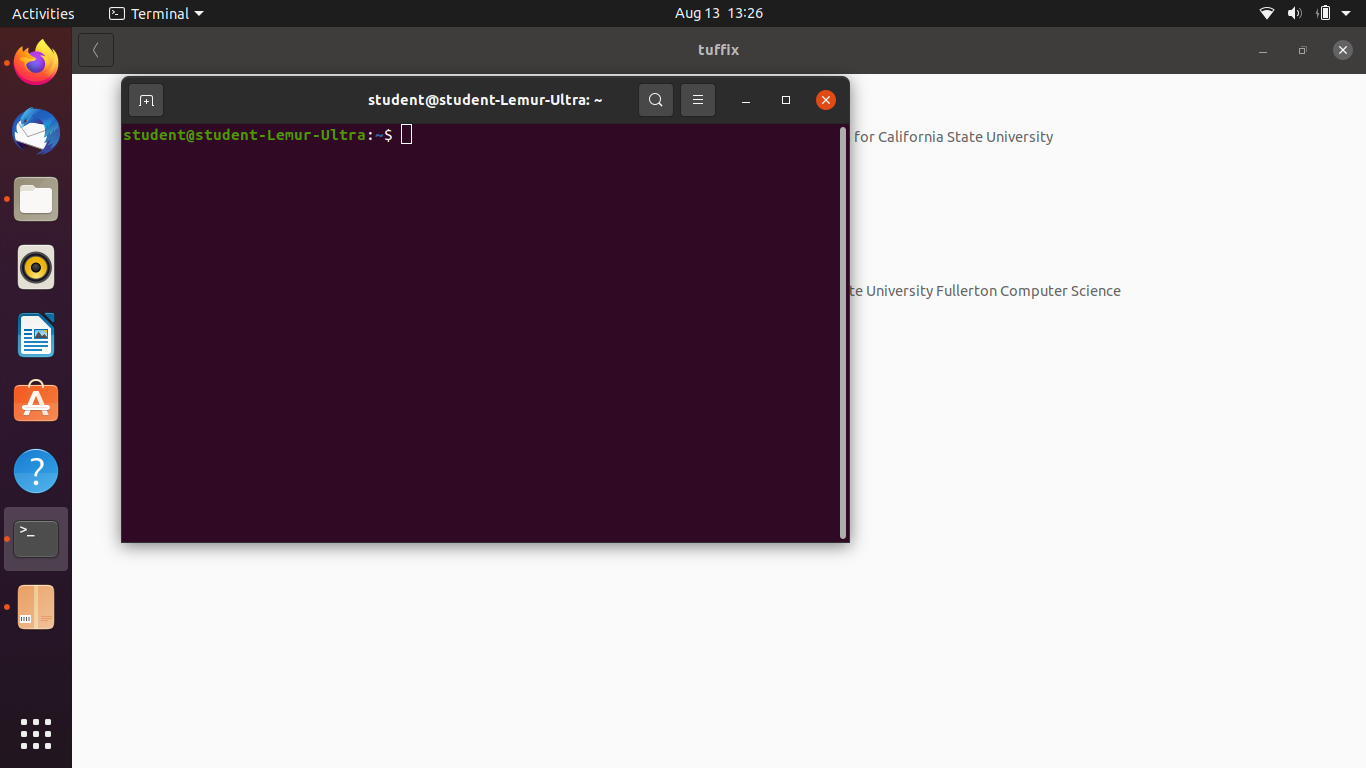 Activities
Terminal
Aug 13 13:26
tuffix
student@student-Lemur-Ultra: ~
student@student-Lemur-Ultra:~$
for California State University
te University Fullerton Computer Science